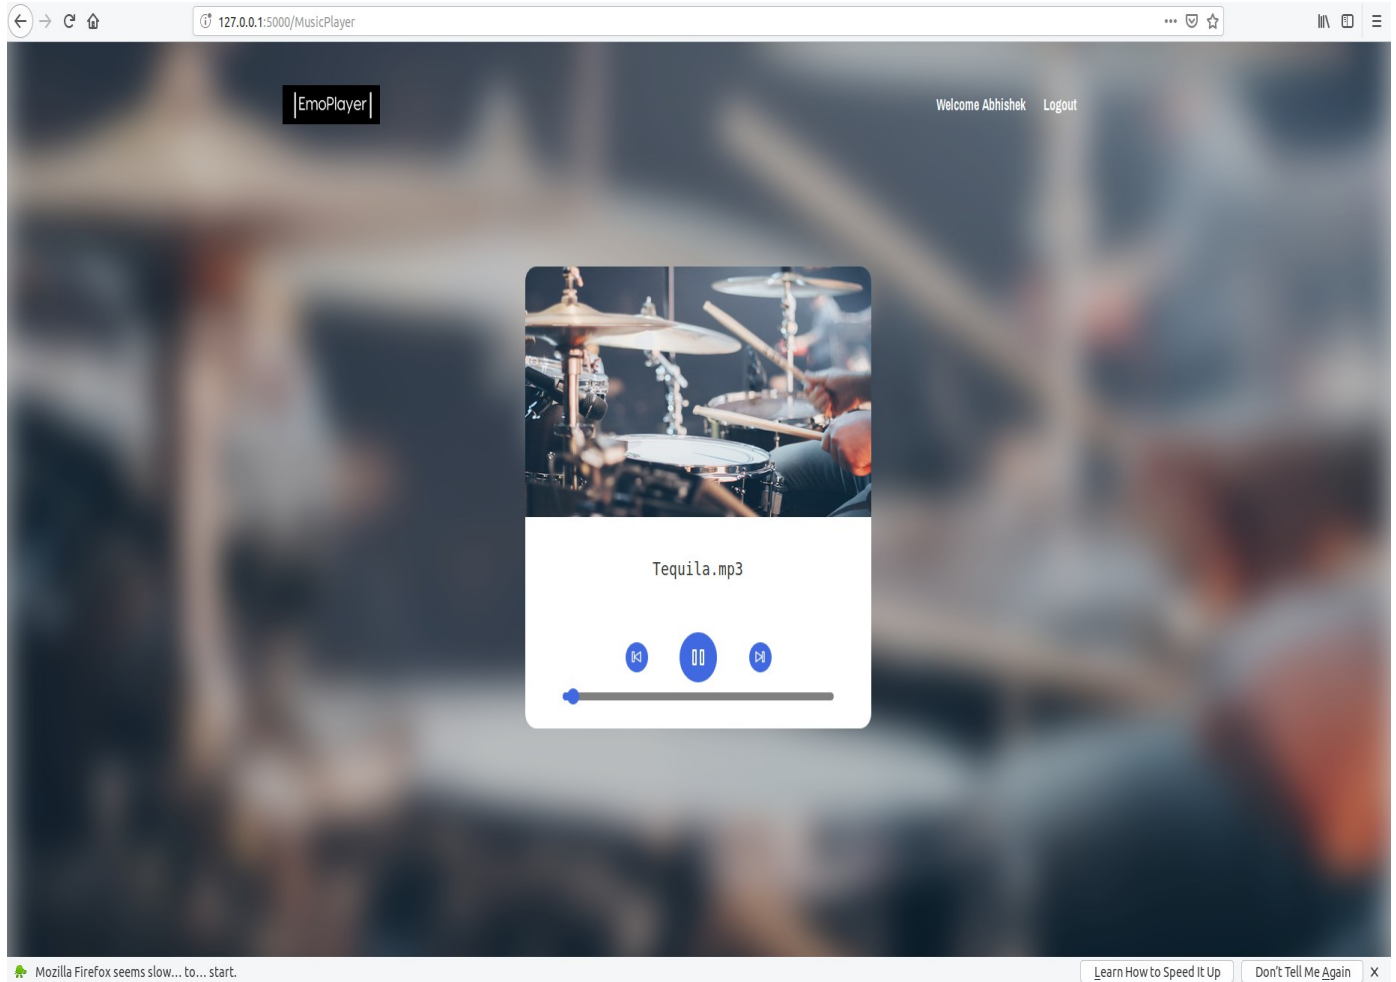 127.0.0.1:5000/MusicPlayer
|EmoPlayer|
Welcome Abhishek Logout
Tequila.mp3
Mozilla Firefox seems slow... to... start.
Learn How to Speed It Up Don't Tell Me Again X